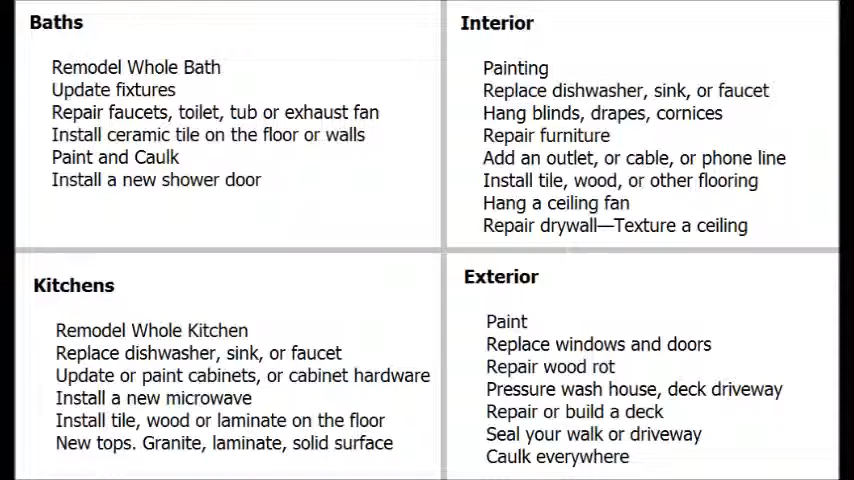 Baths
Remodel Whole Bath
Update fixtures
Repair faucets, toilet, tub or exhaust fan
Install ceramic tile on the floor or walls
Paint and Caulk
Install a new shower door
Interior
Painting
Replace dishwasher, sink, or faucet
Hang blinds, drapes, cornices
Repair furniture
Add an outlet, or cable, or phone line
Install tile, wood, or other flooring
Hang a ceiling fan
Repair drywall—Texture a ceiling
Kitchens
Remodel Whole Kitchen
Replace dishwasher, sink, or faucet
Update or paint cabinets, or cabinet hardware
Install a new microwave
Install tile, wood or laminate on the floor
New tops. Granite, laminate, solid surface
Exterior
Paint
Replace windows and doors
Repair wood rot
Pressure wash house, deck driveway
Repair or build a deck
Seal your walk or driveway
Caulk everywhere